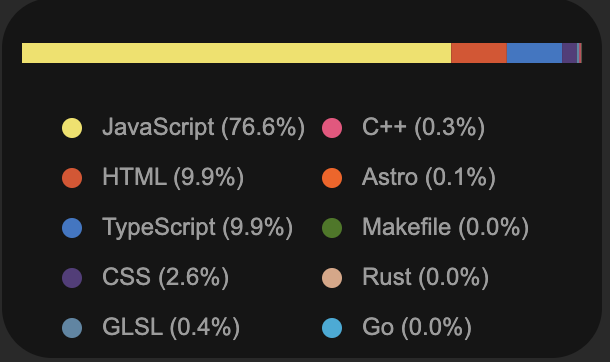 JavaScript (76.6%)
HTML (9.9%)
TypeScript (9.9%)
CSS (2.6%)
GLSL (0.4%)
C++ (0.3%)
Astro (0.1%)
Makefile (0.0%)
Rust (0.0%)
Go (0.0%)